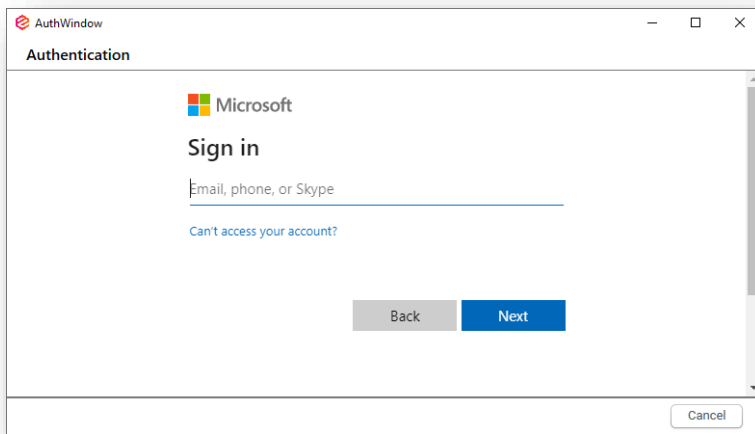 AuthWindow
Authentication
Microsoft
Sign in
Email, phone, or Skype
Can't access your account?
Back Next
Cancel